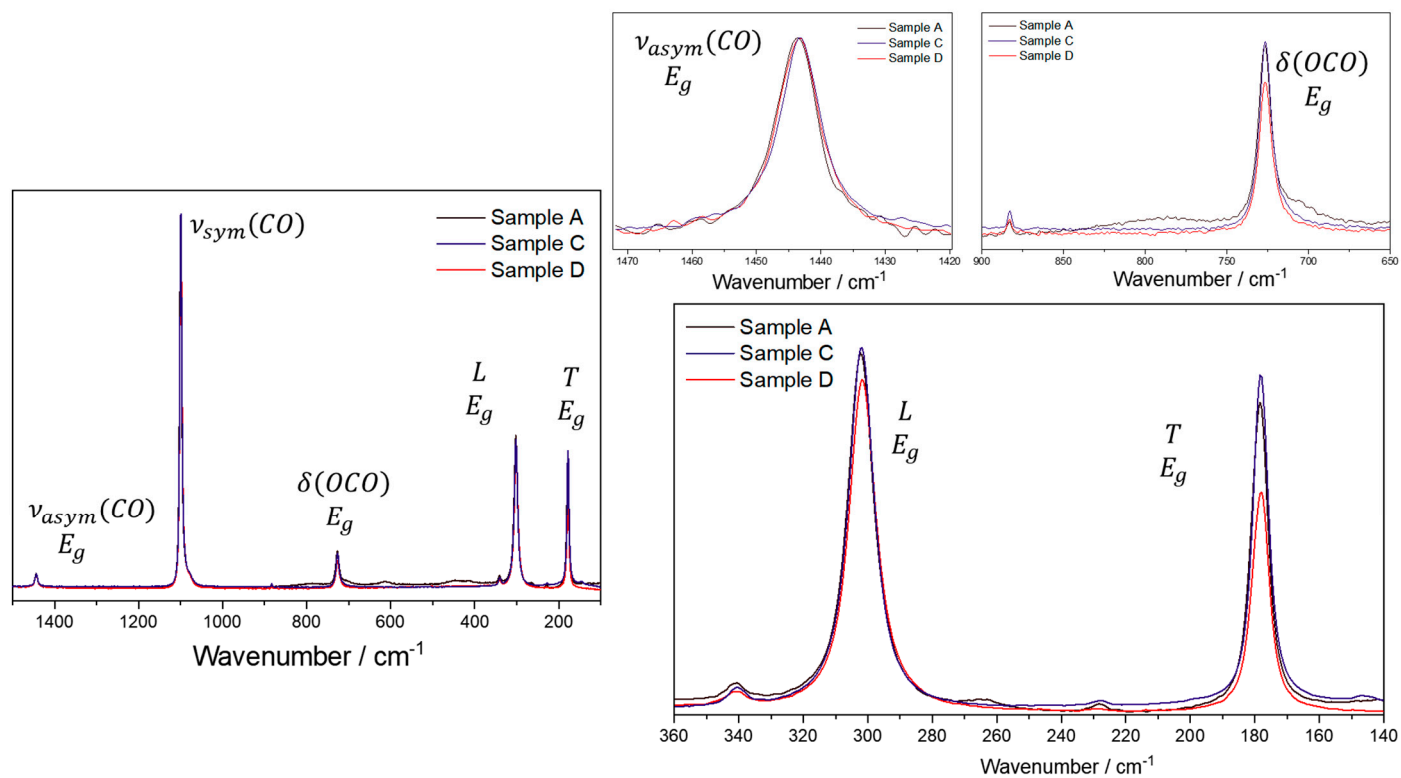 ν_asym(CO)
E_g
Sample A
Sample C
Sample D
1470 1460 1450 1440 1430 1420
Wavenumber / cm⁻¹
Sample A
Sample C
Sample D
δ(OCO)
E_g
900 850 800 750 700 650
Wavenumber / cm⁻¹
ν_sym(CO)
Sample A
Sample C
Sample D
L
E_g
T
E_g
δ(OCO)
E_g
ν_asym(CO)
E_g
1400 1200 1000 800 600 400 200
Wavenumber / cm⁻¹
Sample A
Sample C
Sample D
L
E_g
T
E_g
360 340 320 300 280 260 240 220 200 180 160 140
Wavenumber / cm⁻¹